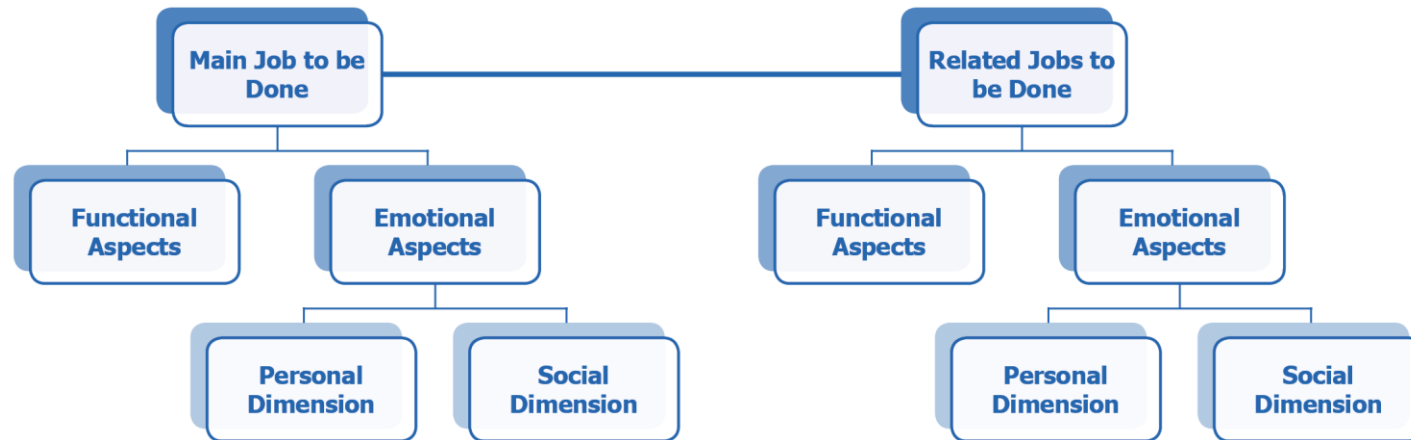 Main Job to be
Done
Related Jobs to
be Done
Functional
Aspects
Emotional
Aspects
Functional
Aspects
Emotional
Aspects
Personal
Dimension
Social
Dimension
Personal
Dimension
Social
Dimension